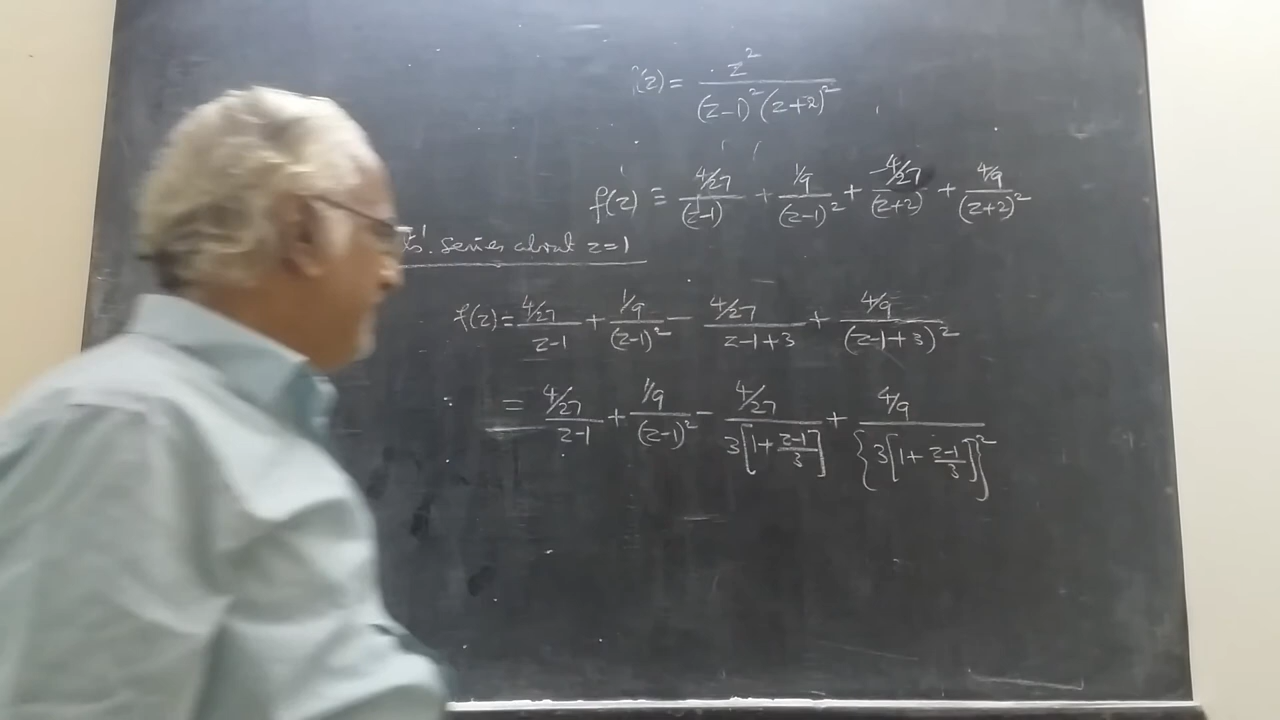 f(z) = z² / (z-1)²(z+2)²
f(z) = 4/27 / (z-1) + 1/9 / (z-1)² + -4/27 / (z+2) + 4/9 / (z+2)²
series about z=1
f(z) = 4/27 / z-1 + 1/9 / (z-1)² - 4/27 / z-1+3 + 4/9 / (z-1+3)²
= 4/27 / z-1 + 1/9 / (z-1)² - 4/27 / 3[1+ z-1/3] + 4/9 / {3[1+ z-1/3]}²